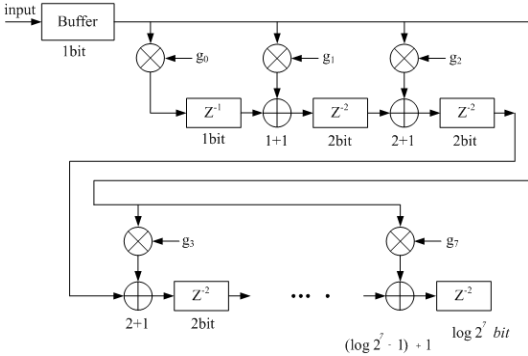 input
Buffer
1bit
g₀
g₁
g₂
Z⁻¹
Z⁻²
Z⁻²
1bit
1+1
2bit
2+1
2bit
g₃
g₇
Z⁻²
...
Z⁻²
2+1
2bit
(log 2⁷ · 1) + 1
log 2⁷ bit